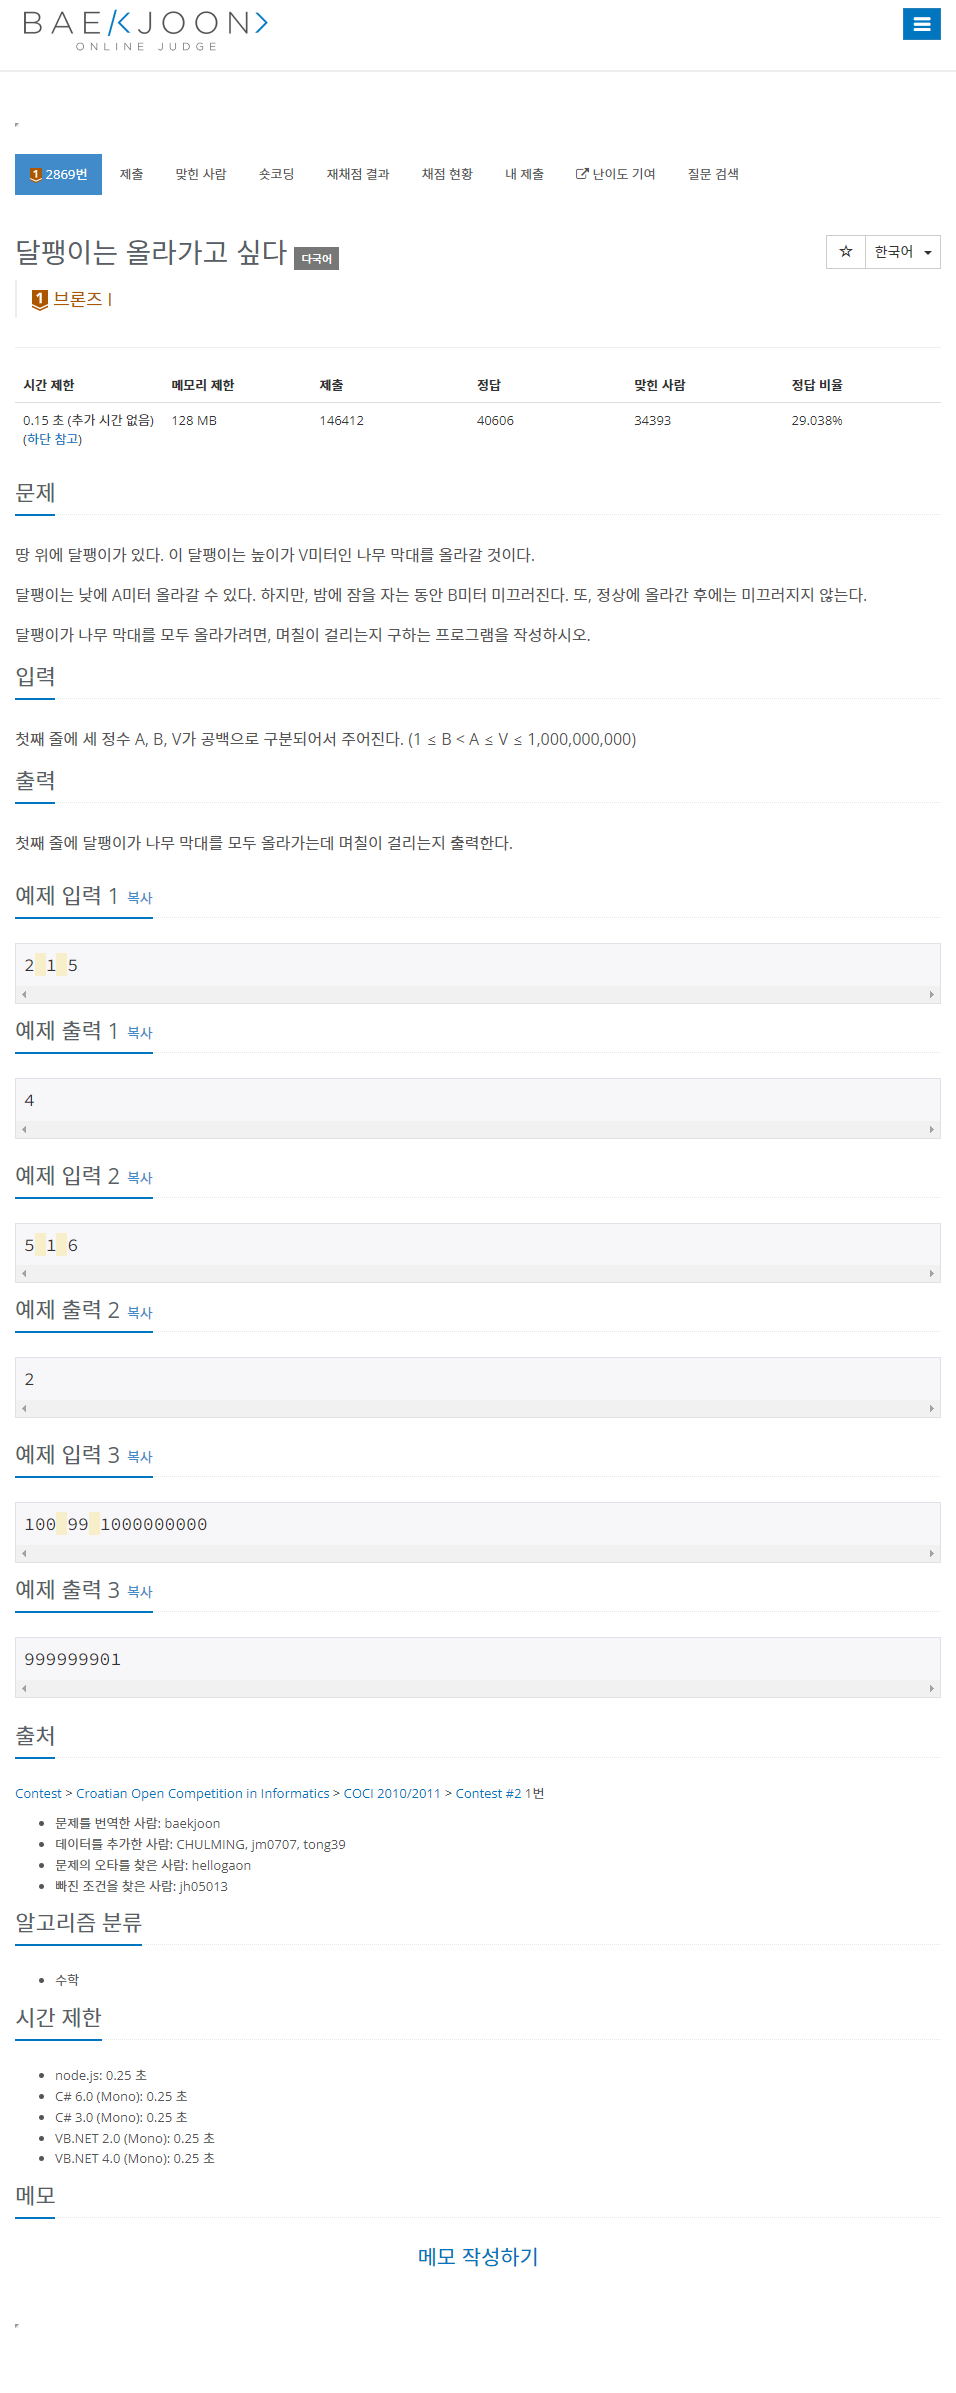 BAEKJOON>
ONLINE JUDGE
1 2869번 제출 맞힌 사람 숏코딩 재채점 결과 채점 현황 내 제출 난이도 기여 질문 검색
달팽이는 올라가고 싶다 다국어 ☆ 한국어
1 브론즈 I
시간 제한 메모리 제한 제출 정답 맞힌 사람 정답 비율
0.15 초 (추가 시간 없음) 128 MB 146412 40606 34393 29.038%
(하단 참고)
문제
땅 위에 달팽이가 있다. 이 달팽이는 높이가 V미터인 나무 막대를 올라갈 것이다.
달팽이는 낮에 A미터 올라갈 수 있다. 하지만, 밤에 잠을 자는 동안 B미터 미끄러진다. 또, 정상에 올라간 후에는 미끄러지지 않는다.
달팽이가 나무 막대를 모두 올라가려면, 며칠이 걸리는지 구하는 프로그램을 작성하시오.
입력
첫째 줄에 세 정수 A, B, V가 공백으로 구분되어서 주어진다. (1 ≤ B < A ≤ V ≤ 1,000,000,000)
출력
첫째 줄에 달팽이가 나무 막대를 모두 올라가는데 며칠이 걸리는지 출력한다.
예제 입력 1 복사
2 1 5
예제 출력 1 복사
4
예제 입력 2 복사
5 1 6
예제 출력 2 복사
2
예제 입력 3 복사
100 99 1000000000
예제 출력 3 복사
999999901
출처
Contest > Croatian Open Competition in Informatics > COCI 2010/2011 > Contest #2 1번
• 문제를 번역한 사람: baekjoon
• 데이터를 추가한 사람: CHULMING, jm0707, tong39
• 문제의 오타를 찾은 사람: hellogaon
• 빠진 조건을 찾은 사람: jh05013
알고리즘 분류
• 수학
시간 제한
• node.js: 0.25 초
• C# 6.0 (Mono): 0.25 초
• C# 3.0 (Mono): 0.25 초
• VB.NET 2.0 (Mono): 0.25 초
• VB.NET 4.0 (Mono): 0.25 초
메모
메모 작성하기